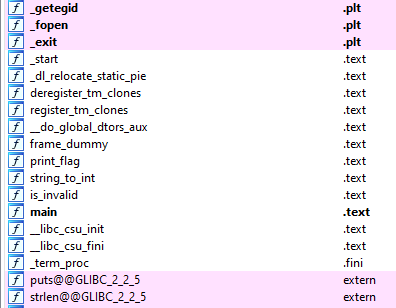 f _getegid .plt
f _fopen .plt
f _exit .plt
f _start .text
f _dl_relocate_static_pie .text
f deregister_tm_clones .text
f register_tm_clones .text
f __do_global_dtors_aux .text
f frame_dummy .text
f print_flag .text
f string_to_int .text
f is_invalid .text
f main .text
f __libc_csu_init .text
f __libc_csu_fini .text
f _term_proc .fini
f puts@@GLIBC_2_2_5 extern
f strlen@@GLIBC_2_2_5 extern